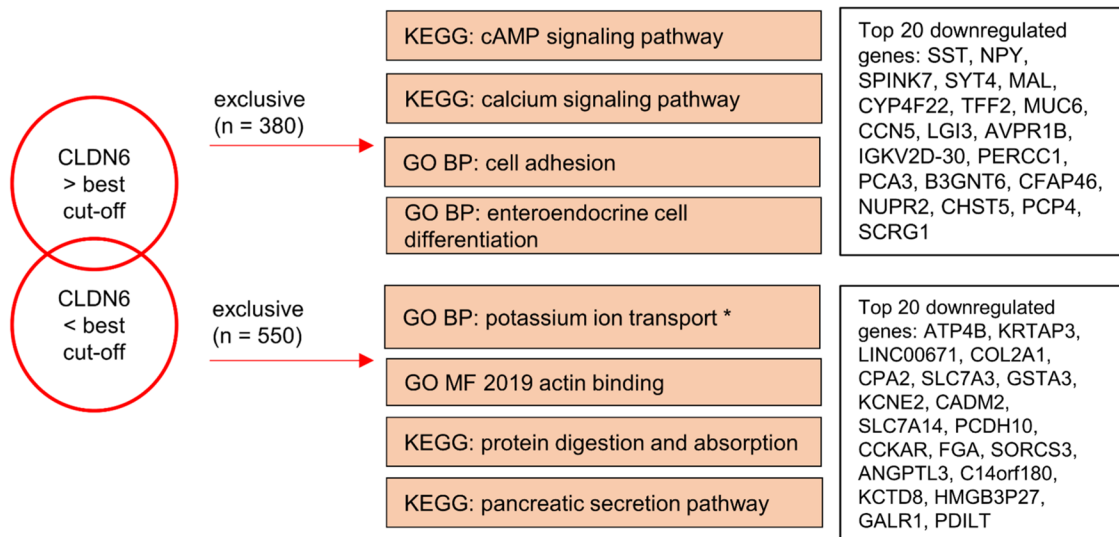 CLDN6
> best
cut-off
exclusive
(n = 380)
KEGG: cAMP signaling pathway
KEGG: calcium signaling pathway
GO BP: cell adhesion
GO BP: enteroendocrine cell
differentiation
Top 20 downregulated
genes: SST, NPY,
SPINK7, SYT4, MAL,
CYP4F22, TFF2, MUC6,
CCN5, LGI3, AVPR1B,
IGKV2D-30, PERCC1,
PCA3, B3GNT6, CFAP46,
NUPR2, CHST5, PCP4,
SCRG1
CLDN6
< best
cut-off
exclusive
(n = 550)
GO BP: potassium ion transport *
GO MF 2019 actin binding
KEGG: protein digestion and absorption
KEGG: pancreatic secretion pathway
Top 20 downregulated
genes: ATP4B, KRTAP3,
LINC00671, COL2A1,
CPA2, SLC7A3, GSTA3,
KCNE2, CADM2,
SLC7A14, PCDH10,
CCKAR, FGA, SORCS3,
ANGPTL3, C14orf180,
KCTD8, HMGB3P27,
GALR1, PDILT